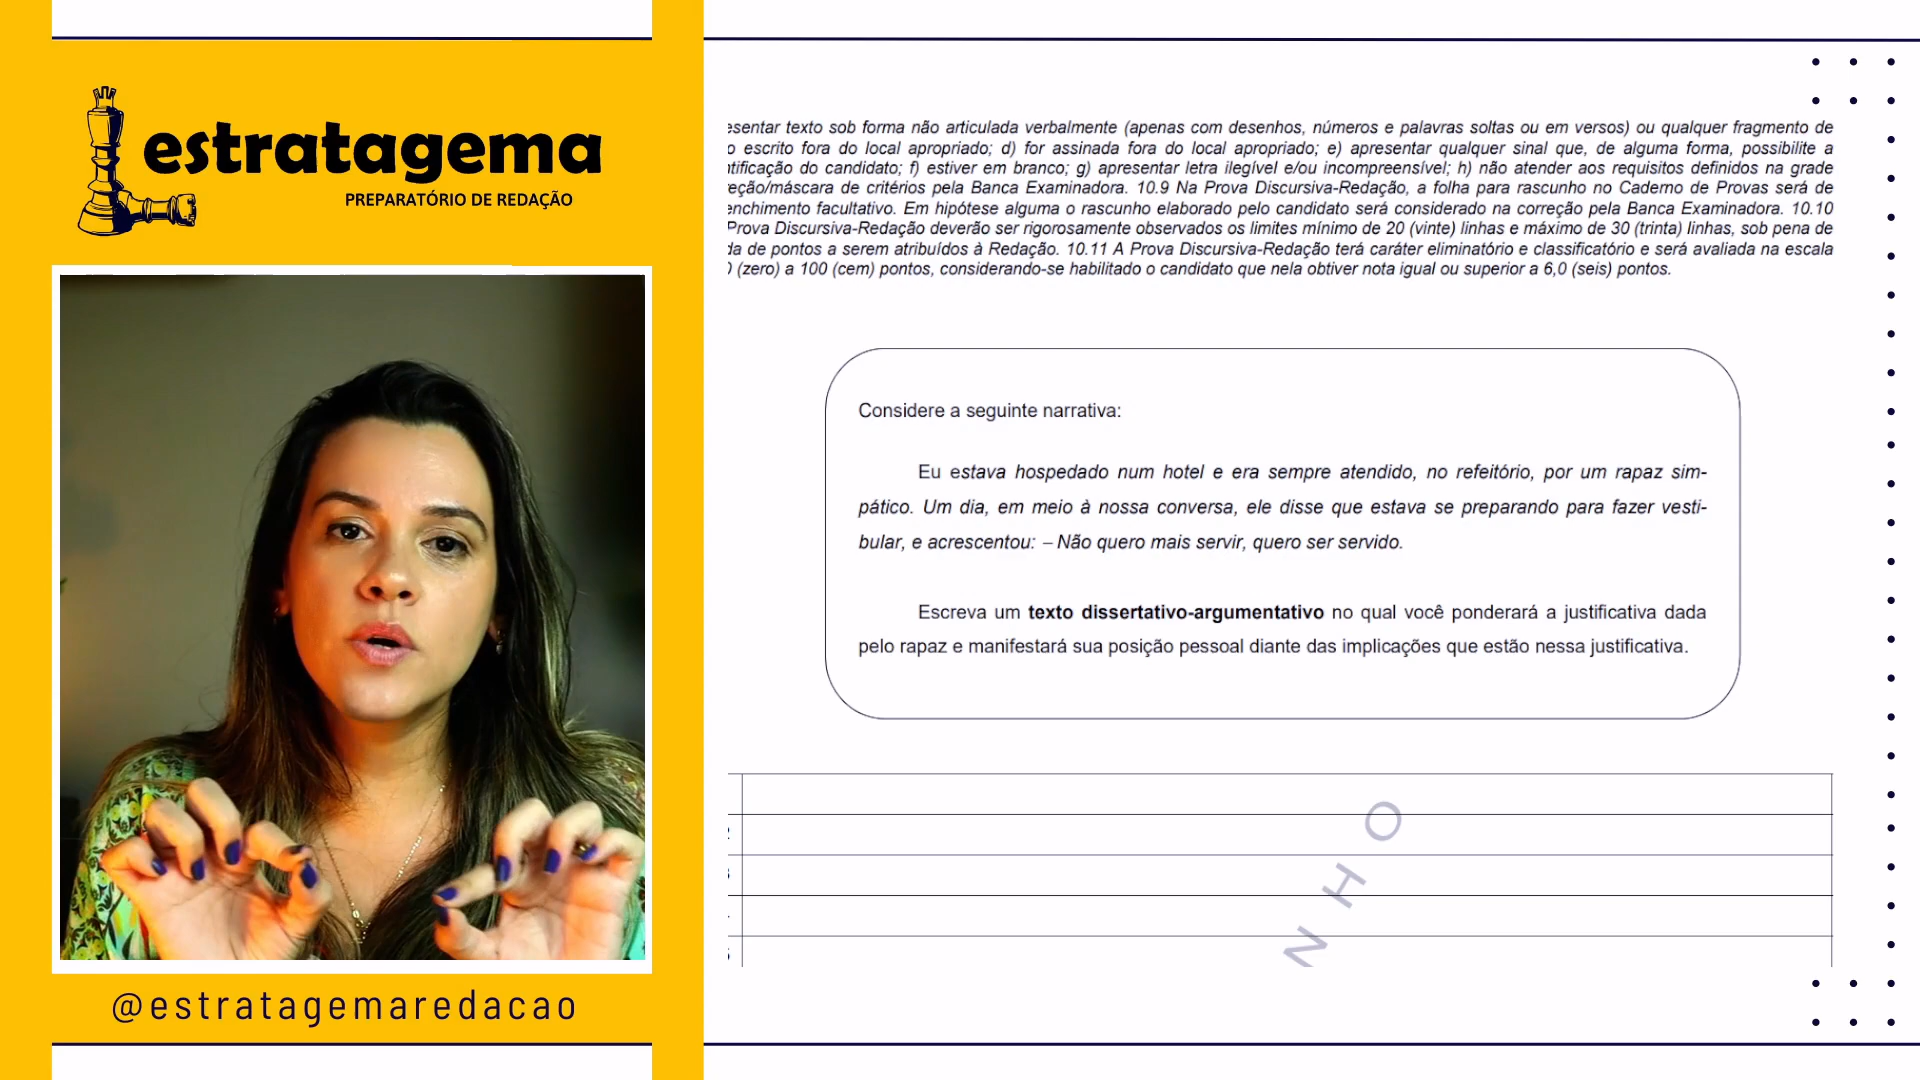 estratagema
PREPARATÓRIO DE REDAÇÃO
@estratagemaredacao
esentar texto sob forma não articulada verbalmente (apenas com desenhos, números e palavras soltas ou em versos) ou qualquer fragmento de
o escrito fora do local apropriado; d) for assinada fora do local apropriado; e) apresentar qualquer sinal que, de alguma forma, possibilite a
tificação do candidato; f) estiver em branco; g) apresentar letra ilegível e/ou incompreensível; h) não atender aos requisitos definidos na grade
reção/máscara de critérios pela Banca Examinadora. 10.9 Na Prova Discursiva-Redação, a folha para rascunho no Caderno de Provas será de
enchimento facultativo. Em hipótese alguma o rascunho elaborado pelo candidato será considerado na correção pela Banca Examinadora. 10.10
Prova Discursiva-Redação deverão ser rigorosamente observados os limites mínimo de 20 (vinte) linhas e máximo de 30 (trinta) linhas, sob pena de
da de pontos a serem atribuídos à Redação. 10.11 A Prova Discursiva-Redação terá caráter eliminatório e classificatório e será avaliada na escala
0 (zero) a 100 (cem) pontos, considerando-se habilitado o candidato que nela obtiver nota igual ou superior a 6,0 (seis) pontos.
Considere a seguinte narrativa:
Eu estava hospedado num hotel e era sempre atendido, no refeitório, por um rapaz sim-
pático. Um dia, em meio à nossa conversa, ele disse que estava se preparando para fazer vesti-
bular, e acrescentou: – Não quero mais servir, quero ser servido.
Escreva um texto dissertativo-argumentativo no qual você ponderará a justificativa dada
pelo rapaz e manifestará sua posição pessoal diante das implicações que estão nessa justificativa.
N H O